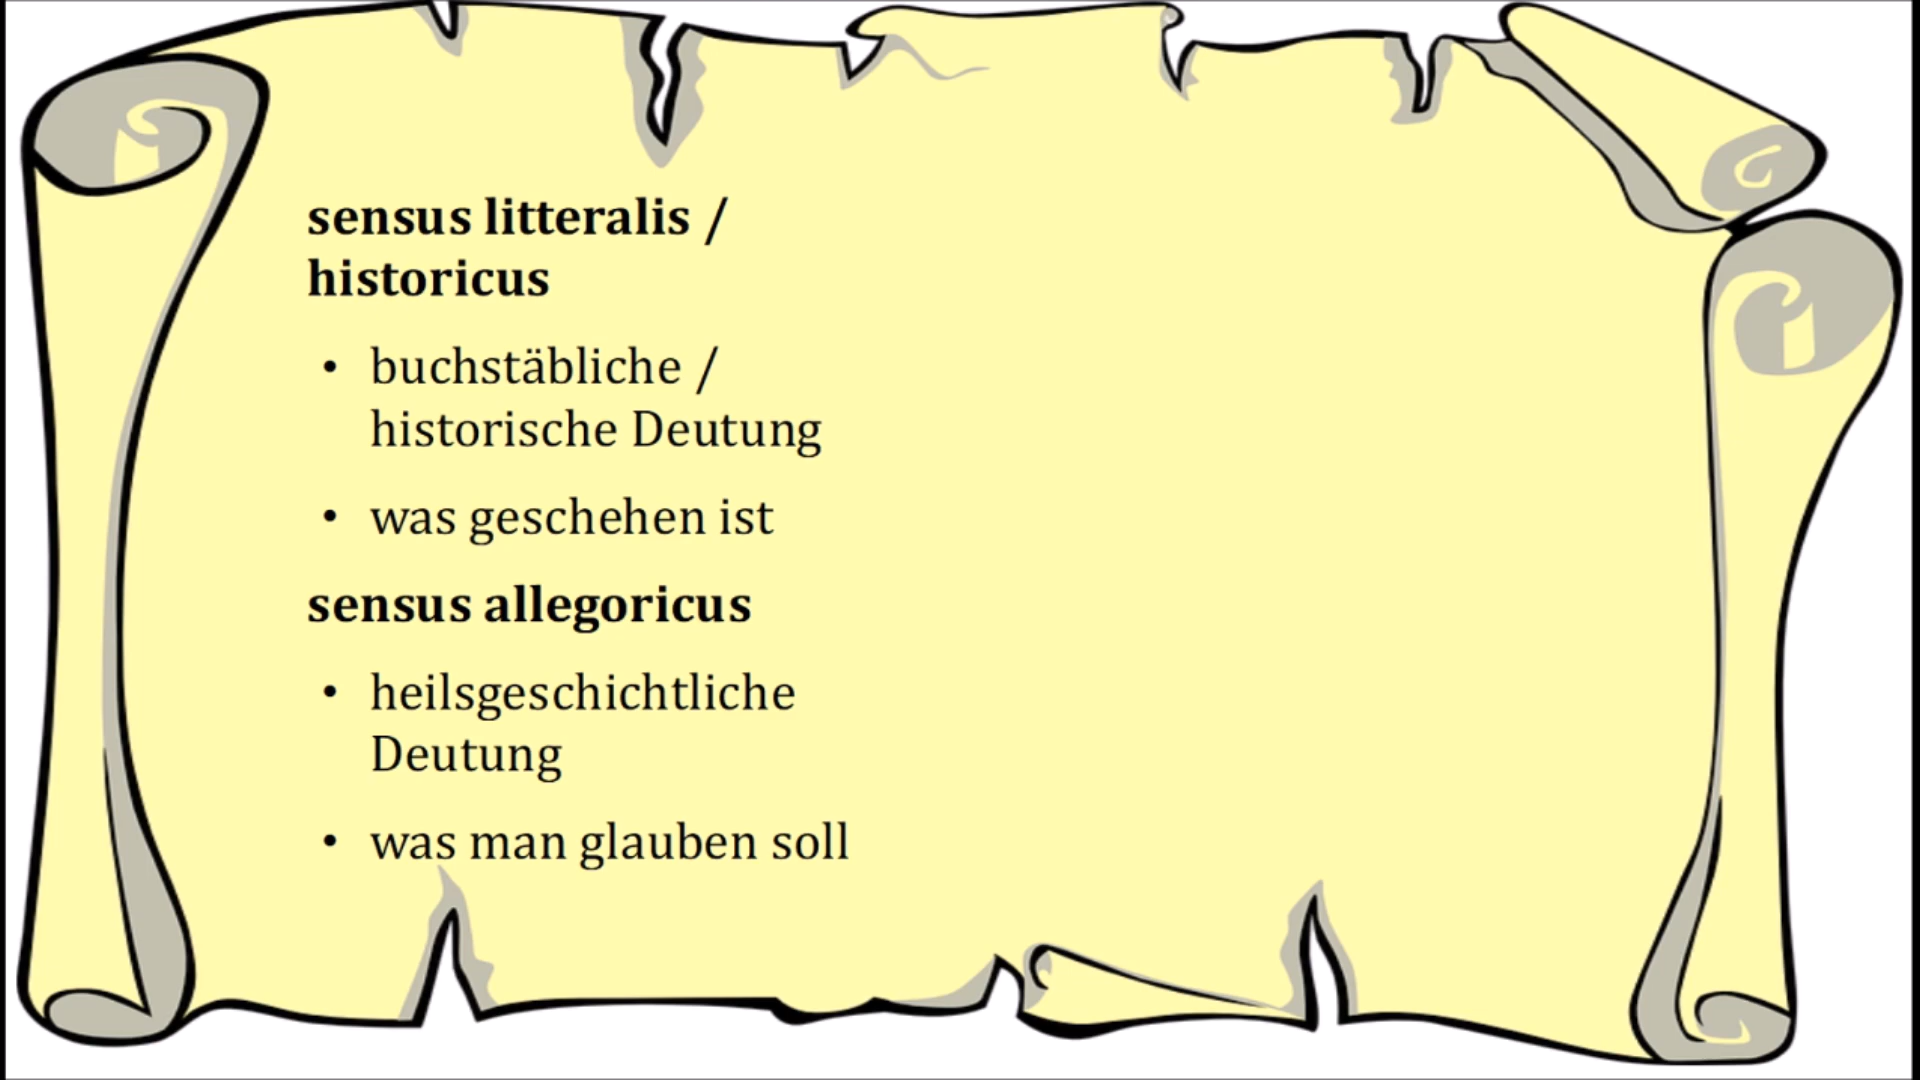 sensus litteralis /
historicus
• buchstäbliche /
historische Deutung
• was geschehen ist
sensus allegoricus
• heilsgeschichtliche
Deutung
• was man glauben soll